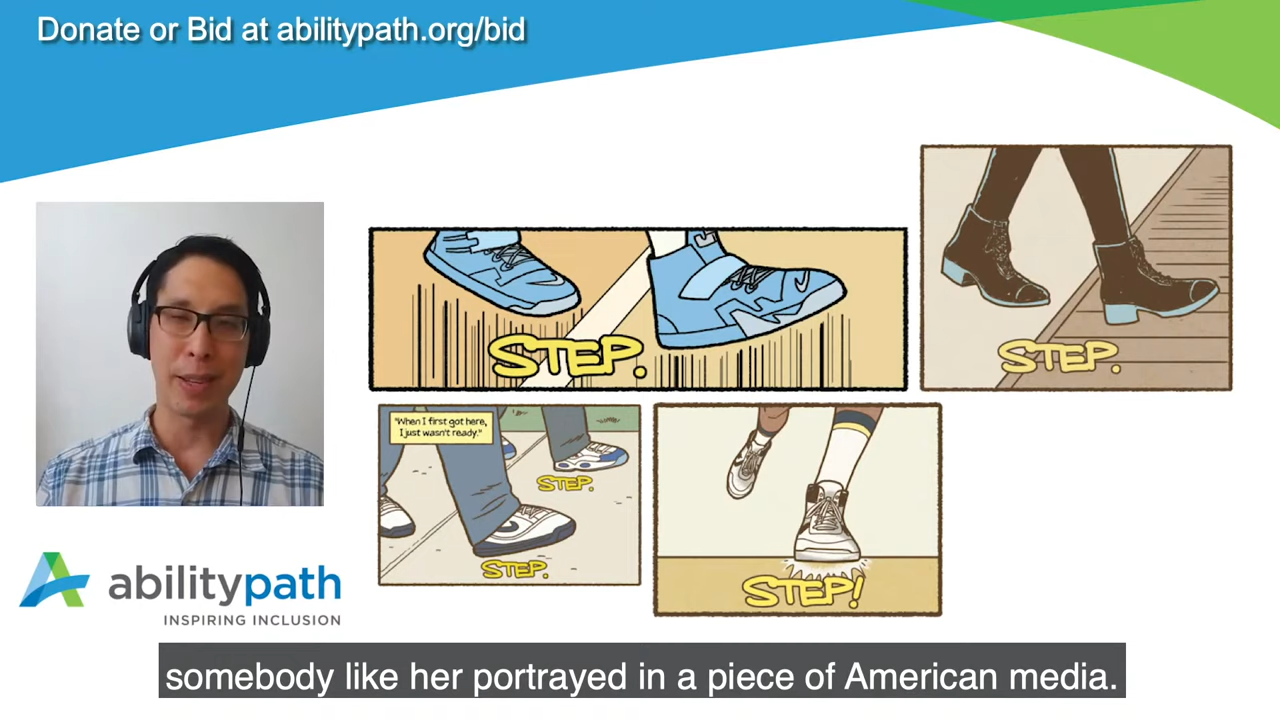 Donate or Bid at abilitypath.org/bid
STEP.
STEP.
"When I first got here,
I just wasn't ready."
STEP.
STEP.
STEP!
abilitypath
INSPIRING INCLUSION
somebody like her portrayed in a piece of American media.